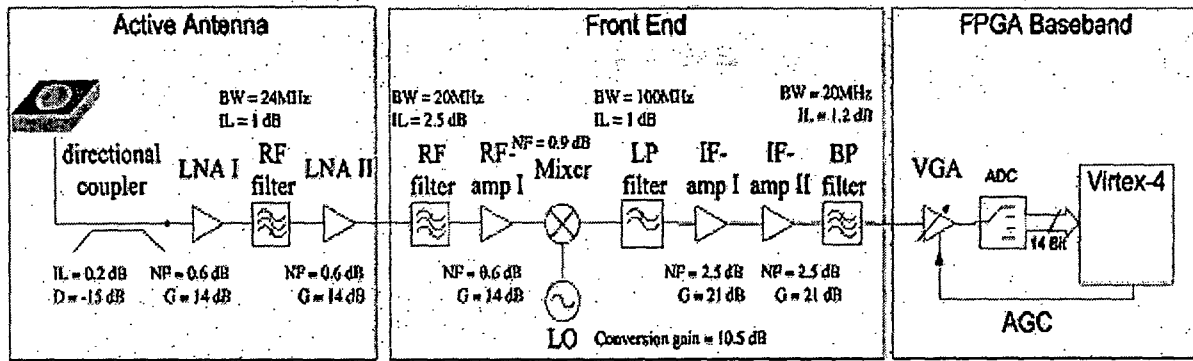 Active Antenna
directional coupler
IL = 0.2 dB
D = -15 dB
LNA I
NF = 0.6 dB
G = 14 dB
BW = 24MHz
IL = 1 dB
RF filter
LNA II
NF = 0.6 dB
G = 14 dB
Front End
BW = 20MHz
IL = 2.5 dB
RF filter
RF-amp I
NF = 0.6 dB
G = 14 dB
NF = 0.9 dB
Mixer
LO
Conversion gain = 10.5 dB
BW = 100MHz
IL = 1 dB
LP filter
IF-amp I
NF = 2.5 dB
G = 21 dB
IF-amp II
NF = 2.5 dB
G = 21 dB
BW = 20MHz
IL = 1.2 dB
BP filter
FPGA Baseband
VGA
ADC
14 Bit
Virtex-4
AGC